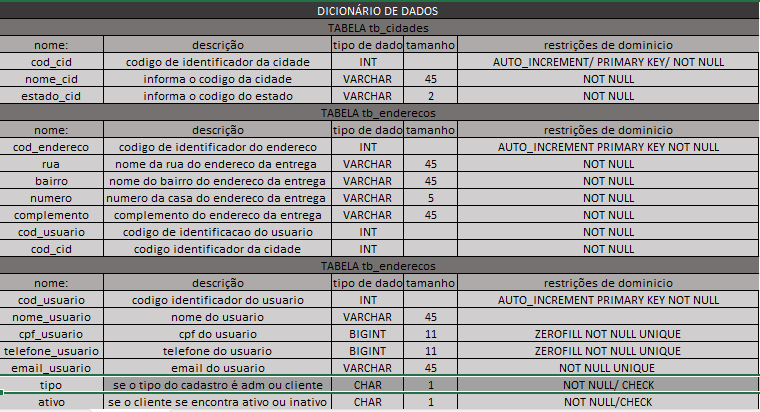 DICIONÁRIO DE DADOS
TABELA tb_cidades
nome: descrição tipo de dado tamanho restrições de dominicio
cod_cid codigo de identificador da cidade INT AUTO_INCREMENT/ PRIMARY KEY/ NOT NULL
nome_cid informa o codigo da cidade VARCHAR 45 NOT NULL
estado_cid informa o codigo do estado VARCHAR 2 NOT NULL
TABELA tb_enderecos
nome: descrição tipo de dado tamanho restrições de dominicio
cod_endereco codigo de identificador do endereco INT AUTO_INCREMENT PRIMARY KEY NOT NULL
rua nome da rua do endereco da entrega VARCHAR 45 NOT NULL
bairro nome do bairro do endereco da entrega VARCHAR 45 NOT NULL
numero numero da casa do endereco da entrega VARCHAR 5 NOT NULL
complemento complemento do endereco da entrega VARCHAR 45 NOT NULL
cod_usuario codigo de identificacao do usuario INT NOT NULL
cod_cid codigo identificador da cidade INT NOT NULL
TABELA tb_enderecos
nome: descrição tipo de dado tamanho restrições de dominicio
cod_usuario codigo identificador do usuario INT AUTO_INCREMENT PRIMARY KEY NOT NULL
nome_usuario nome do usuario VARCHAR 45
cpf_usuario cpf do usuario BIGINT 11 ZEROFILL NOT NULL UNIQUE
telefone_usuario telefone do usuario BIGINT 11 ZEROFILL NOT NULL UNIQUE
email_usuario email do usuario VARCHAR 45 NOT NULL UNIQUE
tipo se o tipo do cadastro é adm ou cliente CHAR 1 NOT NULL/ CHECK
ativo se o cliente se encontra ativo ou inativo CHAR 1 NOT NULL/CHECK